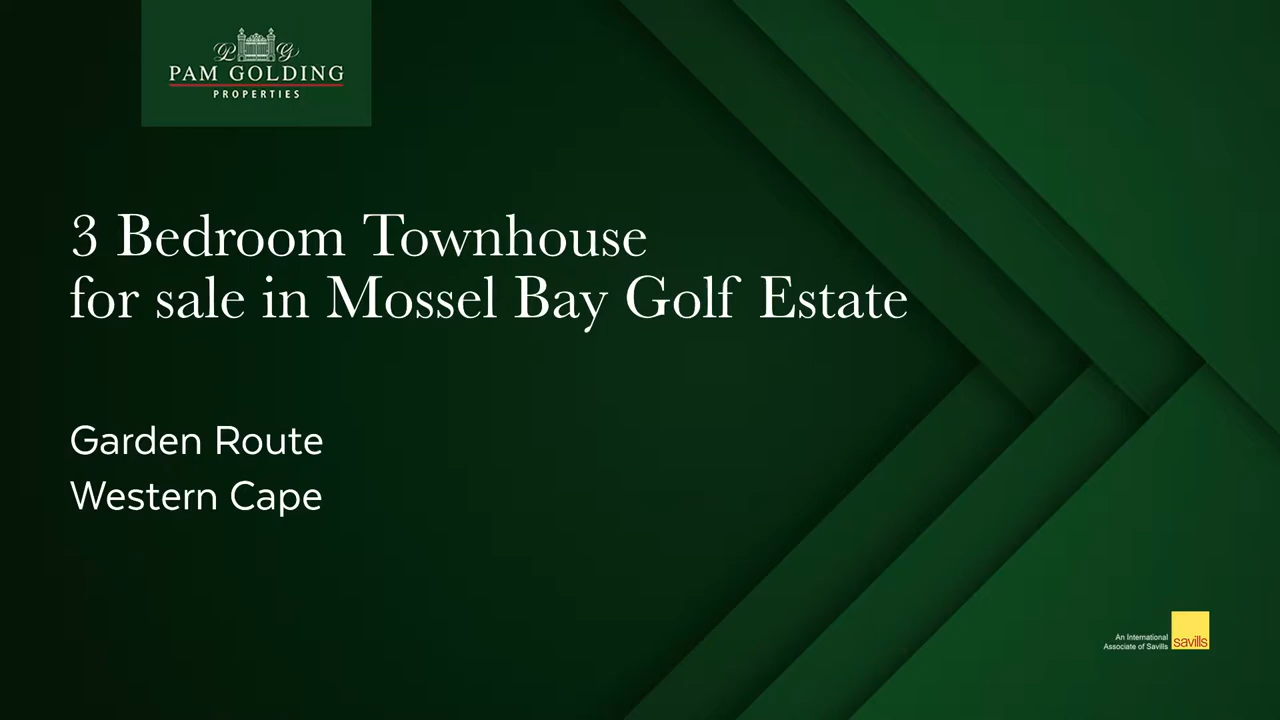 PAM GOLDING
PROPERTIES
3 Bedroom Townhouse
for sale in Mossel Bay Golf Estate
Garden Route
Western Cape
An International
Associate of Savills
savills